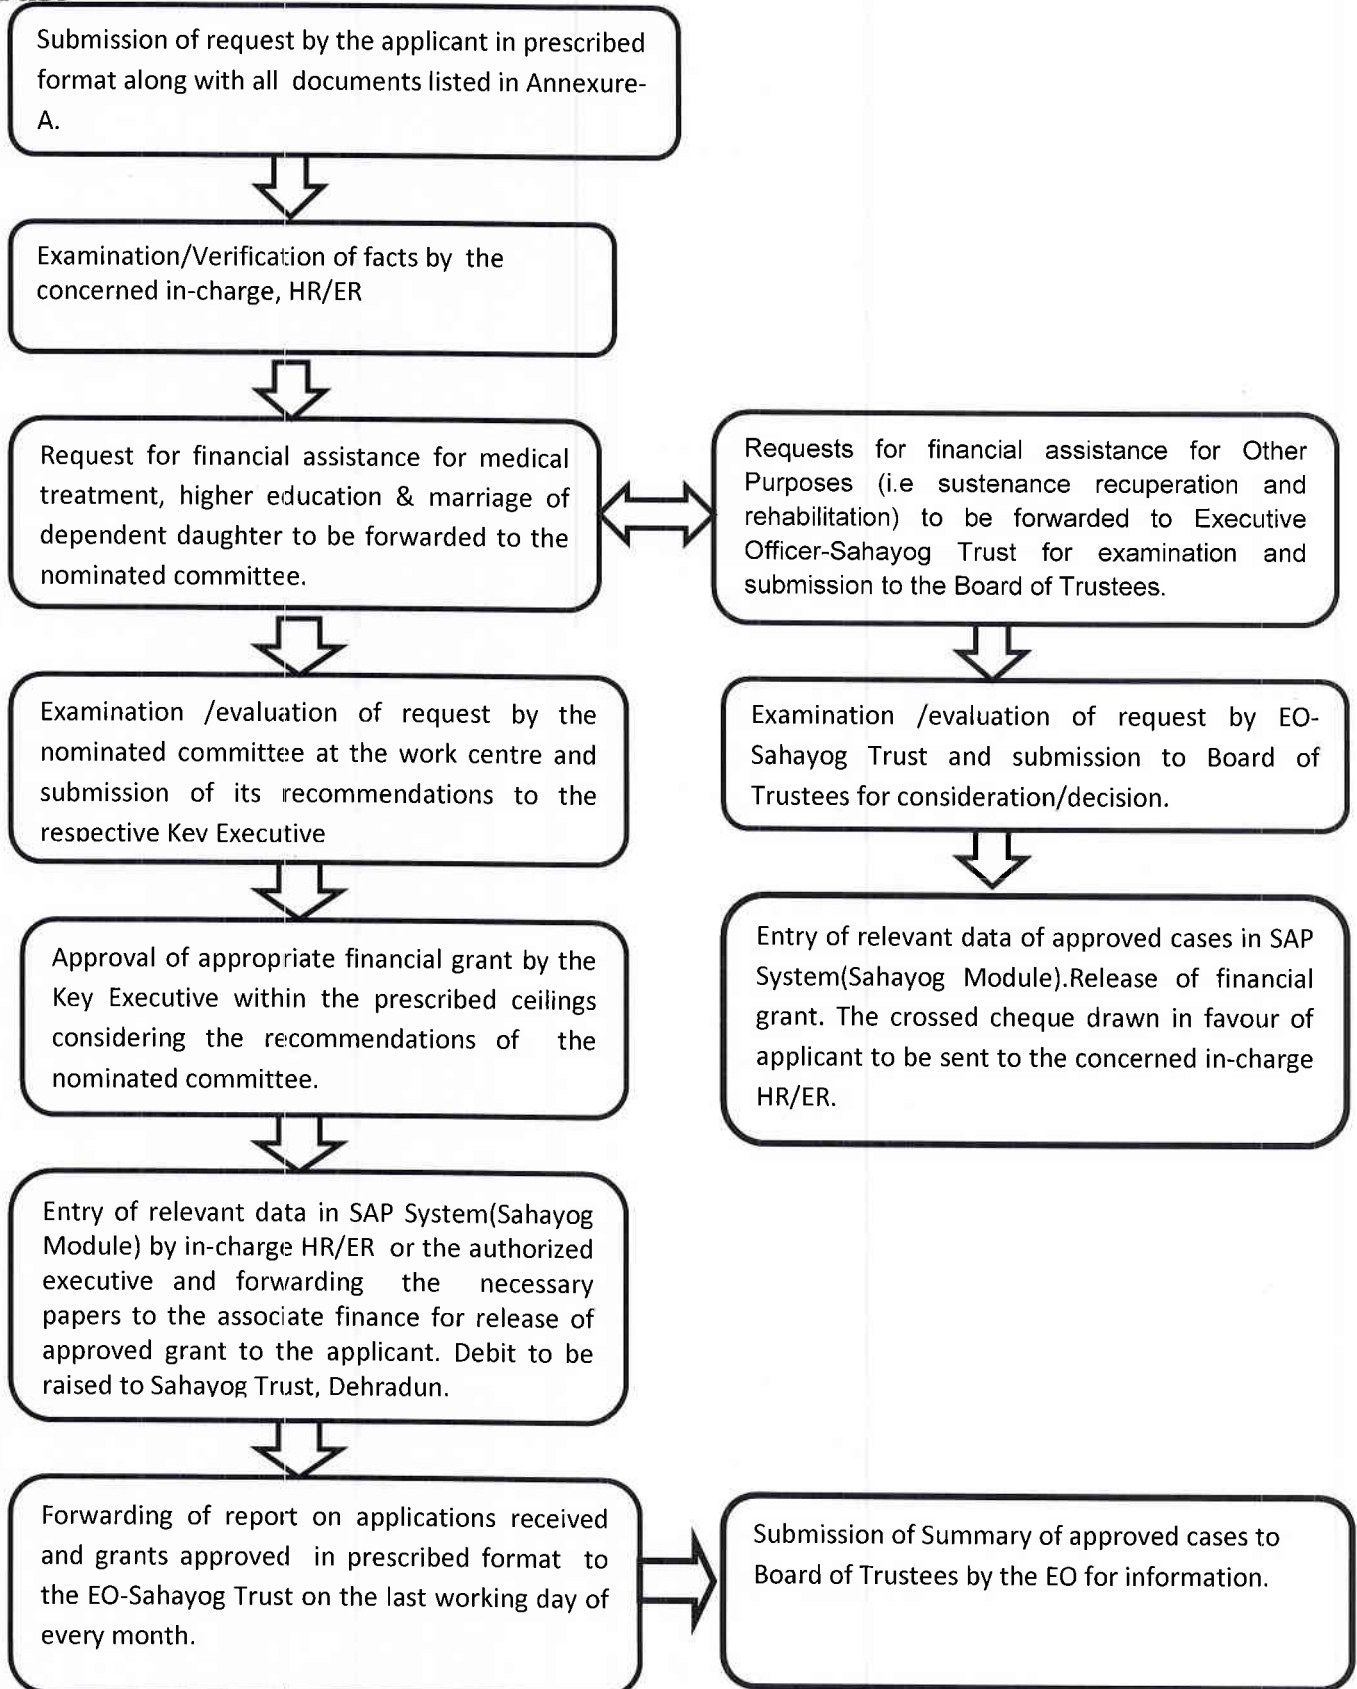 Submission of request by the applicant in prescribed
format along with all documents listed in Annexure-
A.
Examination/Verification of facts by the
concerned in-charge, HR/ER
Request for financial assistance for medical
treatment, higher education & marriage of
dependent daughter to be forwarded to the
nominated committee.
Requests for financial assistance for Other
Purposes (i.e sustenance recuperation and
rehabilitation) to be forwarded to Executive
Officer-Sahayog Trust for examination and
submission to the Board of Trustees.
Examination /evaluation of request by the
nominated committee at the work centre and
submission of its recommendations to the
respective Key Executive
Examination /evaluation of request by EO-
Sahayog Trust and submission to Board of
Trustees for consideration/decision.
Approval of appropriate financial grant by the
Key Executive within the prescribed ceilings
considering the recommendations of the
nominated committee.
Entry of relevant data of approved cases in SAP
System(Sahayog Module).Release of financial
grant. The crossed cheque drawn in favour of
applicant to be sent to the concerned in-charge
HR/ER.
Entry of relevant data in SAP System(Sahayog
Module) by in-charge HR/ER or the authorized
executive and forwarding the necessary
papers to the associate finance for release of
approved grant to the applicant. Debit to be
raised to Sahayog Trust, Dehradun.
Forwarding of report on applications received
and grants approved in prescribed format to
the EO-Sahayog Trust on the last working day of
every month.
Submission of Summary of approved cases to
Board of Trustees by the EO for information.